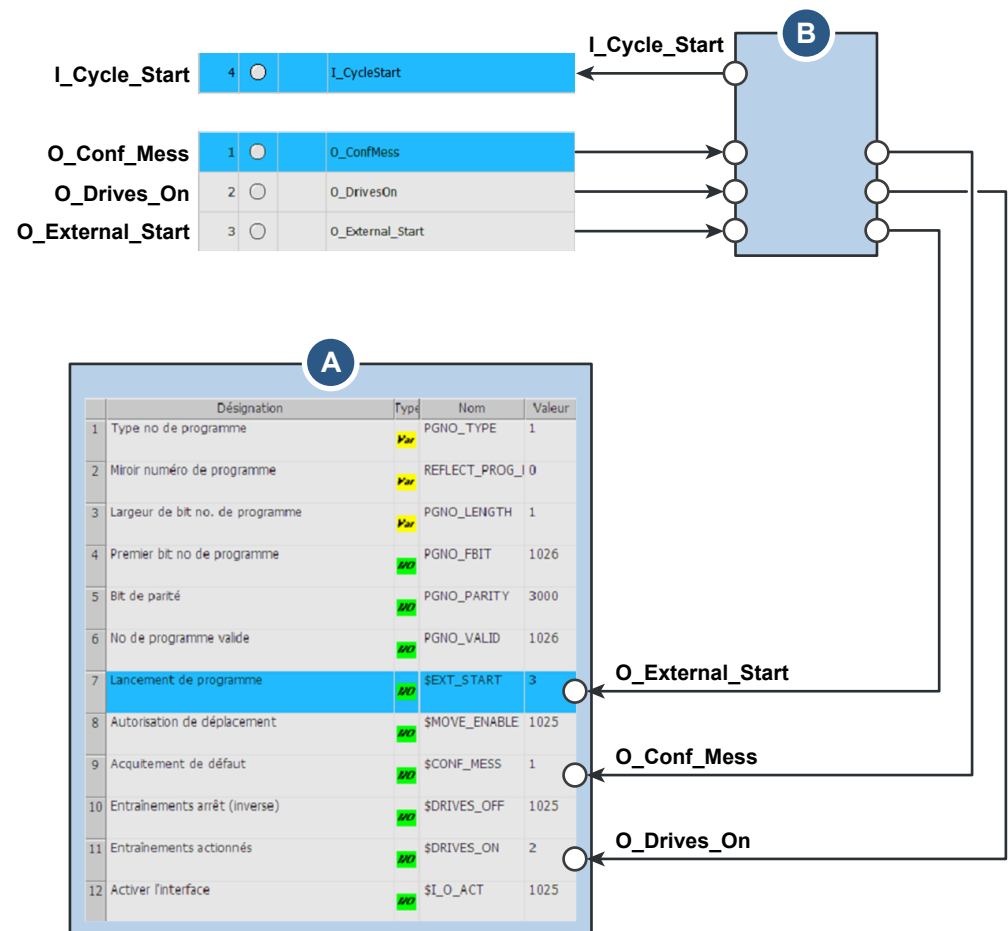 B
I_Cycle_Start
I_Cycle_Start 4 I_CycleStart
O_Conf_Mess 1 O_ConfMess
O_Drives_On 2 O_DrivesOn
O_External_Start 3 O_External_Start
A
Désignation Type Nom Valeur
1 Type no de programme Var PGNO_TYPE 1
2 Miroir numéro de programme Var REFLECT_PROG_ 0
3 Largeur de bit no. de programme Var PGNO_LENGTH 1
4 Premier bit no de programme I/O PGNO_FBIT 1026
5 Bit de parité I/O PGNO_PARITY 3000
6 No de programme valide I/O PGNO_VALID 1026
7 Lancement de programme I/O $EXT_START 3
O_External_Start
8 Autorisation de déplacement I/O $MOVE_ENABLE 1025
O_Conf_Mess
9 Acquitement de défaut I/O $CONF_MESS 1
10 Entraînements arrêt (inverse) I/O $DRIVES_OFF 1025
O_Drives_On
11 Entraînements actionnés I/O $DRIVES_ON 2
12 Activer l'interface I/O $I_O_ACT 1025